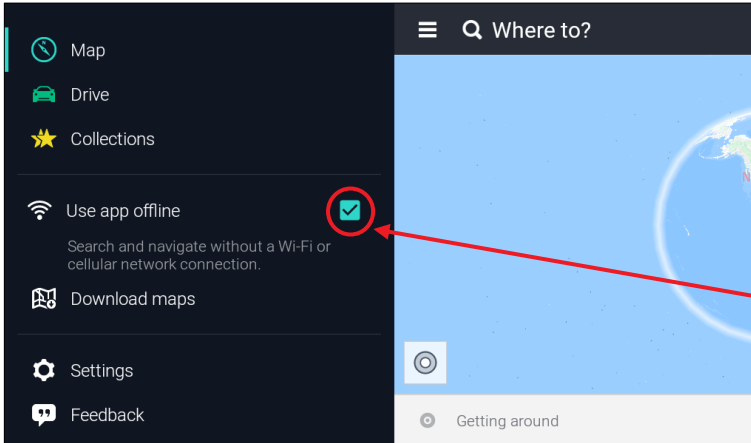 Map
Drive
Collections
Use app offline
Search and navigate without a Wi-Fi or
cellular network connection.
Download maps
Settings
Feedback
Where to?
N
Getting around